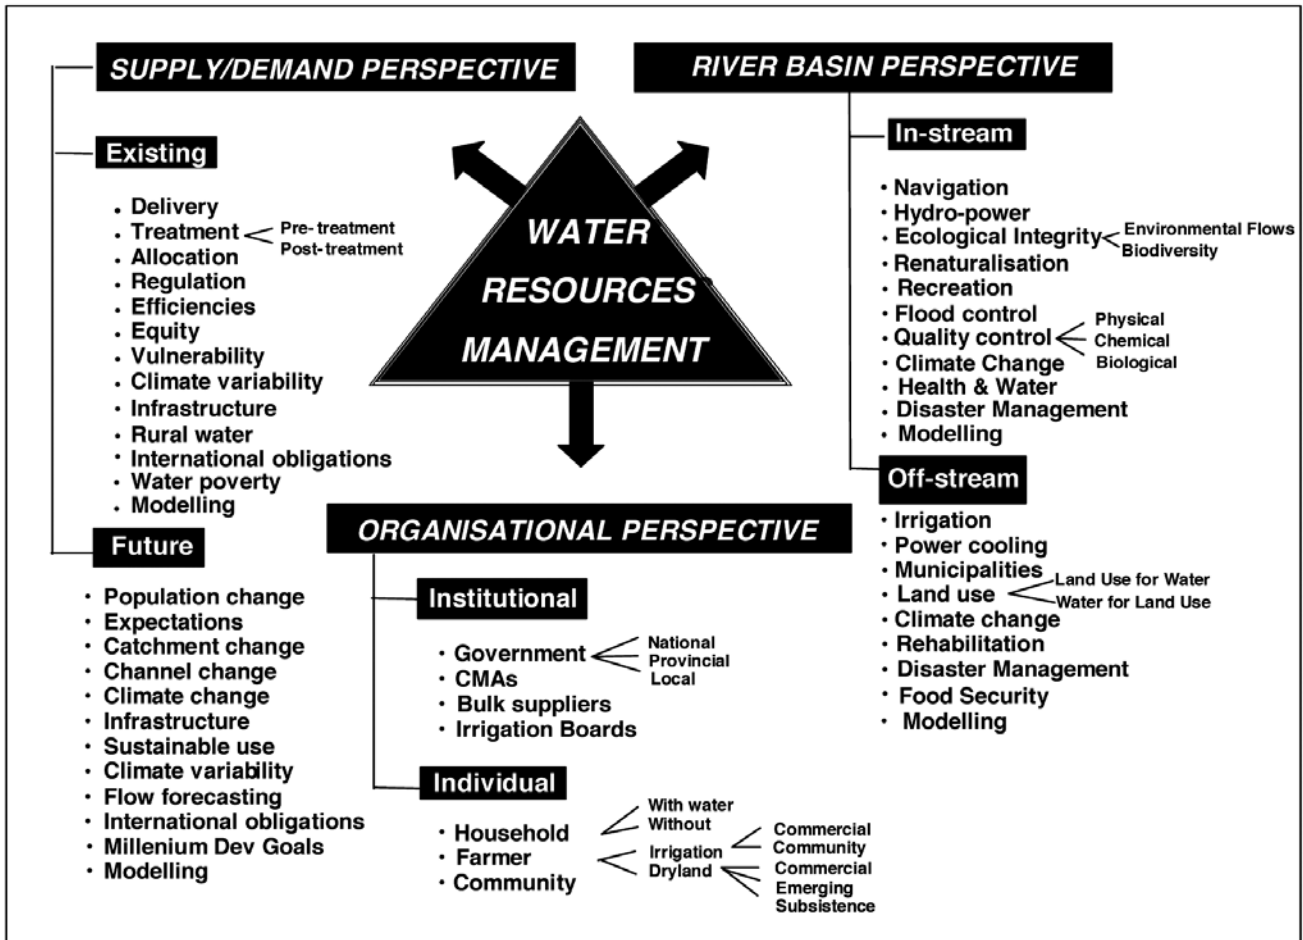 SUPPLY/DEMAND PERSPECTIVE
Existing
• Delivery
• Treatment
Pre-treatment
Post-treatment
• Allocation
• Regulation
• Efficiencies
• Equity
• Vulnerability
• Climate variability
• Infrastructure
• Rural water
• International obligations
• Water poverty
• Modelling
Future
• Population change
• Expectations
• Catchment change
• Channel change
• Climate change
• Infrastructure
• Sustainable use
• Climate variability
• Flow forecasting
• International obligations
• Millenium Dev Goals
• Modelling
WATER
RESOURCES
MANAGEMENT
ORGANISATIONAL PERSPECTIVE
Institutional
• Government
National
Provincial
Local
• CMAs
• Bulk suppliers
• Irrigation Boards
Individual
• Household
With water
Without
• Farmer
Irrigation
Commercial
Community
Dryland
Commercial
Emerging
Subsistence
• Community
RIVER BASIN PERSPECTIVE
In-stream
• Navigation
• Hydro-power
• Ecological Integrity
Environmental Flows
Biodiversity
• Renaturalisation
• Recreation
• Flood control
• Quality control
Physical
Chemical
Biological
• Climate Change
• Health & Water
• Disaster Management
• Modelling
Off-stream
• Irrigation
• Power cooling
• Municipalities
• Land use
Land Use for Water
Water for Land Use
• Climate change
• Rehabilitation
• Disaster Management
• Food Security
• Modelling